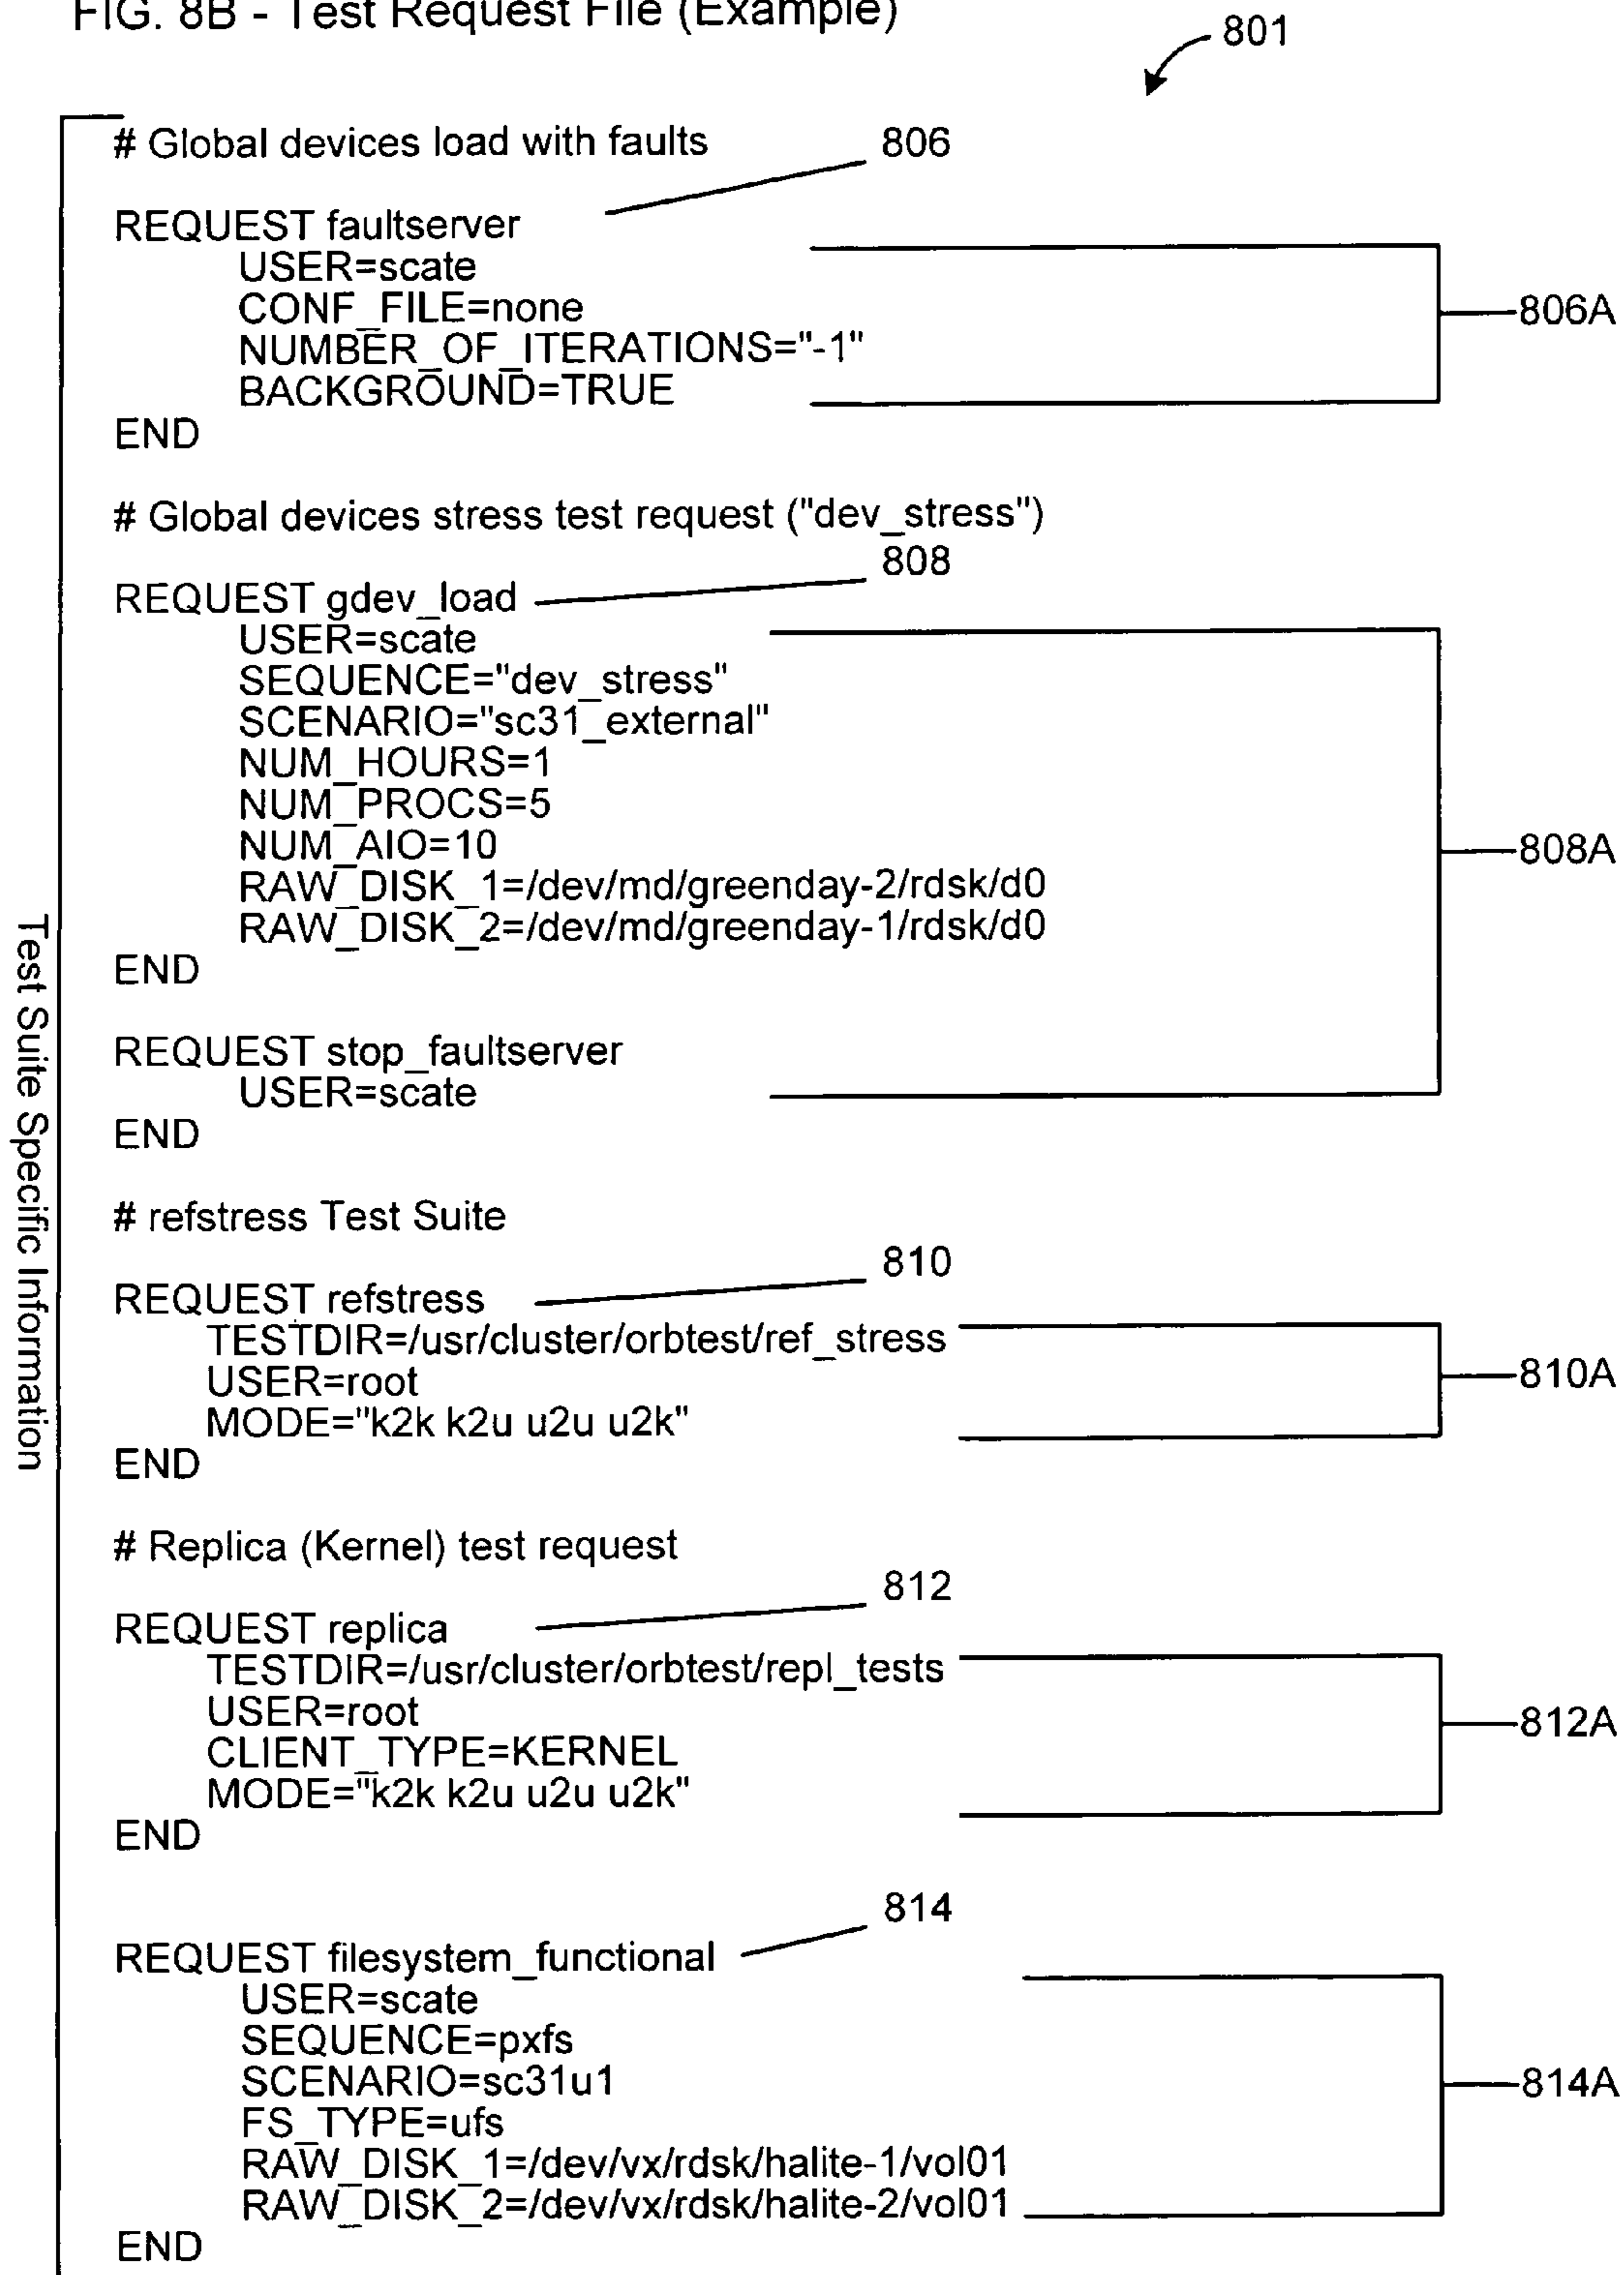 FIG. 8B - Test Request File (Example)
801
# Global devices load with faults
806
REQUEST faultserver
USER=scate
CONF_FILE=none
NUMBER_OF_ITERATIONS="-1"
BACKGROUND=TRUE
806A
END
# Global devices stress test request ("dev_stress")
808
REQUEST gdev_load
USER=scate
SEQUENCE="dev_stress"
SCENARIO="sc31_external"
NUM_HOURS=1
NUM_PROCS=5
NUM_AIO=10
808A
RAW_DISK_1=/dev/md/greenday-2/rdsk/d0
RAW_DISK_2=/dev/md/greenday-1/rdsk/d0
END
REQUEST stop_faultserver
USER=scate
END
# refstress Test Suite
810
REQUEST refstress
TESTDIR=/usr/cluster/orbtest/ref_stress
USER=root
810A
MODE="k2k k2u u2u u2k"
END
# Replica (Kernel) test request
812
REQUEST replica
TESTDIR=/usr/cluster/orbtest/repl_tests
USER=root
812A
CLIENT_TYPE=KERNEL
MODE="k2k k2u u2u u2k"
END
814
REQUEST filesystem_functional
USER=scate
SEQUENCE=pxfs
SCENARIO=sc31u1
814A
FS_TYPE=ufs
RAW_DISK_1=/dev/vx/rdsk/halite-1/vol01
RAW_DISK_2=/dev/vx/rdsk/halite-2/vol01
END
Test Suite Specific Information